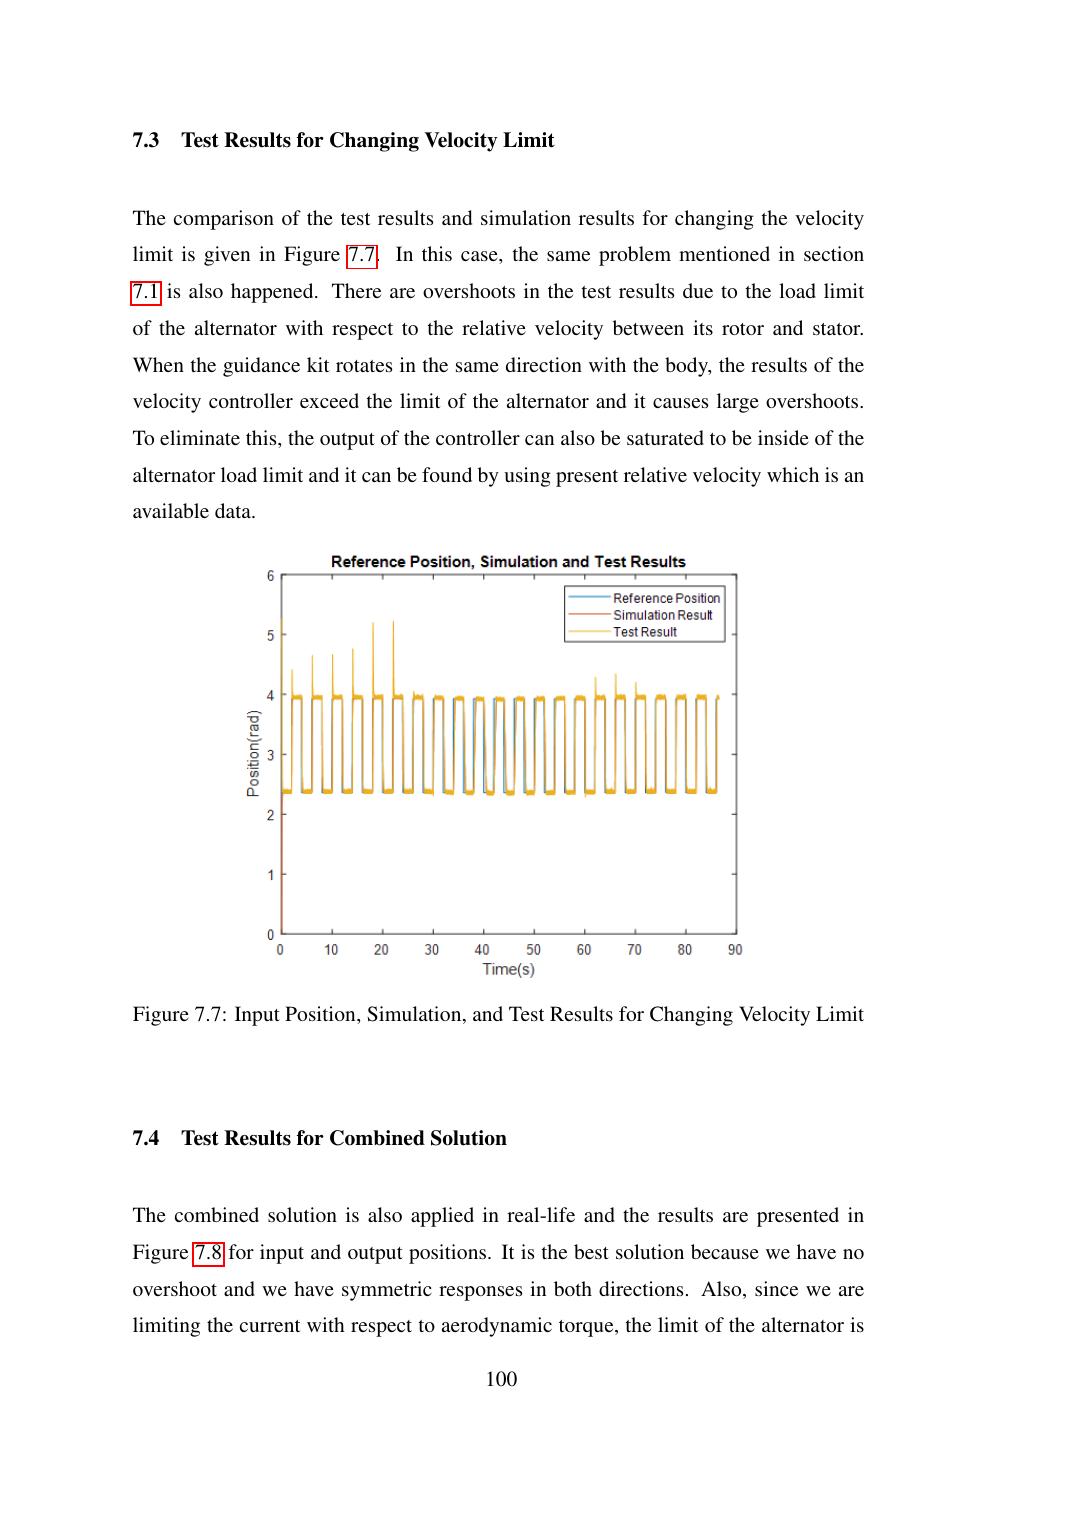 7.3 Test Results for Changing Velocity Limit
The comparison of the test results and simulation results for changing the velocity
limit is given in Figure 7.7. In this case, the same problem mentioned in section
7.1 is also happened. There are overshoots in the test results due to the load limit
of the alternator with respect to the relative velocity between its rotor and stator.
When the guidance kit rotates in the same direction with the body, the results of the
velocity controller exceed the limit of the alternator and it causes large overshoots.
To eliminate this, the output of the controller can also be saturated to be inside of the
alternator load limit and it can be found by using present relative velocity which is an
available data.
Reference Position, Simulation and Test Results
Reference Position
Simulation Result
Test Result
6
5
4
3
2
1
0
Position(rad)
0 10 20 30 40 50 60 70 80 90
Time(s)
Figure 7.7: Input Position, Simulation, and Test Results for Changing Velocity Limit
7.4 Test Results for Combined Solution
The combined solution is also applied in real-life and the results are presented in
Figure 7.8 for input and output positions. It is the best solution because we have no
overshoot and we have symmetric responses in both directions. Also, since we are
limiting the current with respect to aerodynamic torque, the limit of the alternator is
100